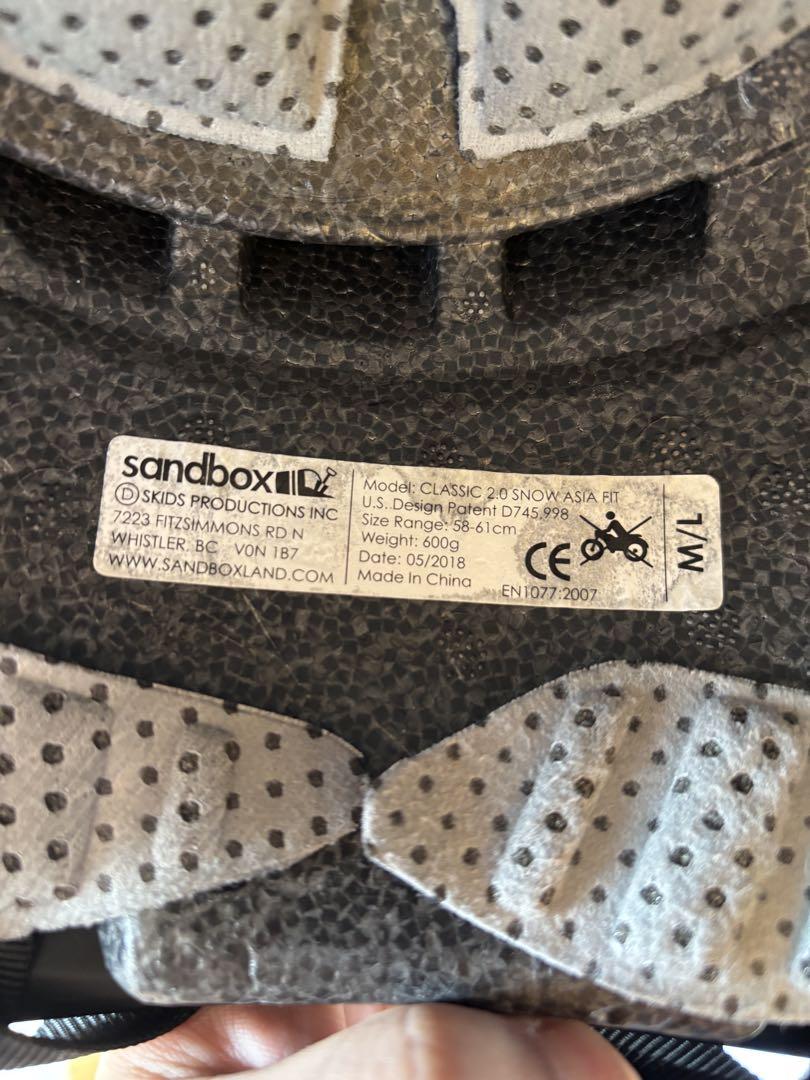 sandbox
Ⓓ SKIDS PRODUCTIONS INC
7223 FITZSIMMONS RD N
WHISTLER, BC V0N 1B7
WWW.SANDBOXLAND.COM
Model: CLASSIC 2.0 SNOW ASIA FIT
U.S. Design Patent D745,998
Size Range: 58-61cm
Weight: 600g
Date: 05/2018
Made In China
CE
EN1077:2007
M/L